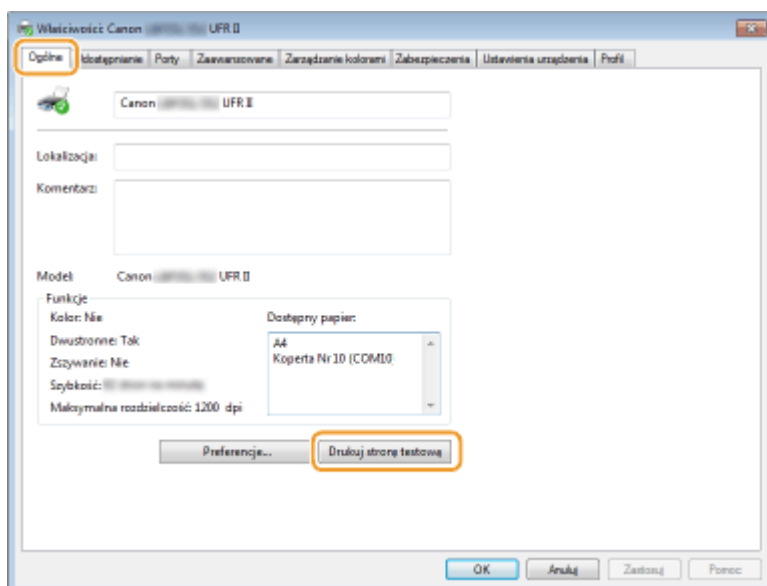 Właściwości: Canon UFR II
Ogólne Udostępnianie Porty Zaawansowane Zarządzanie kolorami Zabezpieczenia Ustawienia urządzenia Profil
Canon UFR II
Lokalizacja:
Komentarz:
Model: Canon UFR II
Funkcje
Kolor: Nie
Dostępny papier:
Dwustronne: Tak
A4
Koperta Nr 10 (COM10)
Zszywanie: Nie
Szybkość:
Maksymalna rozdzielczość: 1200 dpi
Preferencje... Drukuj stronę testową
OK Anuluj Zastosuj Pomoc